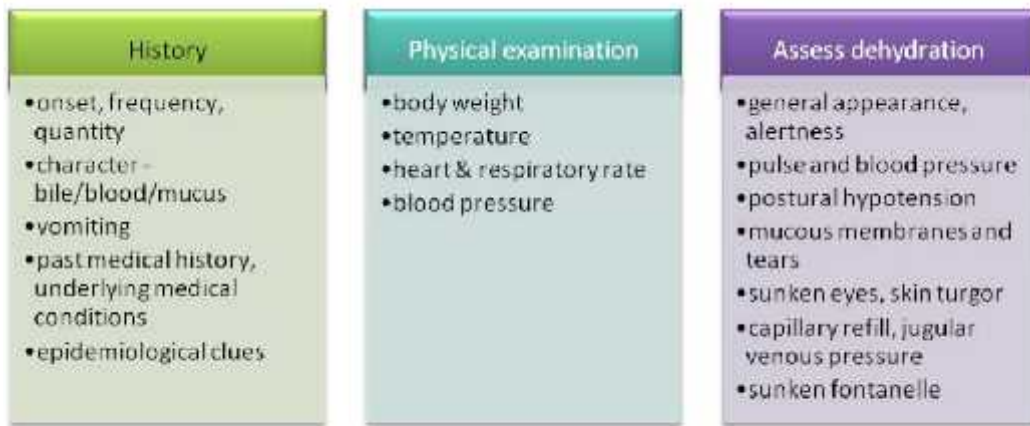 History
•onset, frequency,
quantity
•character -
bile/blood/mucus
•vomiting
•past medical history,
underlying medical
conditions
•epidemiological clues
Physical examination
•body weight
•temperature
•heart & respiratory rate
•blood pressure
Assess dehydration
•general appearance,
alertness
•pulse and blood pressure
•postural hypotension
•mucous membranes and
tears
•sunken eyes, skin turgor
•capillary refill, jugular
venous pressure
•sunken fontanelle